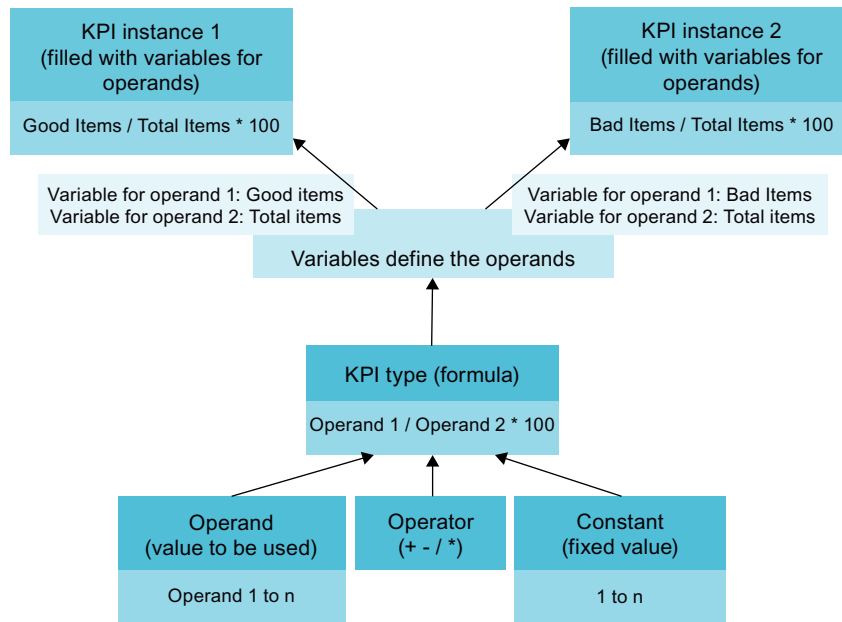 KPI instance 1
(filled with variables for
operands)
Good Items / Total Items * 100
KPI instance 2
(filled with variables for
operands)
Bad Items / Total Items * 100
Variable for operand 1: Good items
Variable for operand 2: Total items
Variable for operand 1: Bad Items
Variable for operand 2: Total items
Variables define the operands
KPI type (formula)
Operand 1 / Operand 2 * 100
Operand
(value to be used)
Operand 1 to n
Operator
(+ - / *)
Constant
(fixed value)
1 to n